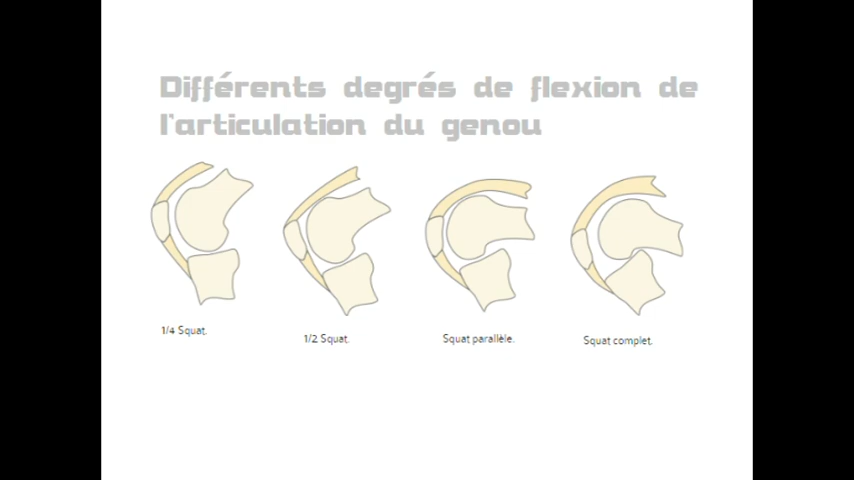 Différents degrés de flexion de
l'articulation du genou
1/4 Squat.
1/2 Squat.
Squat parallèle.
Squat complet.